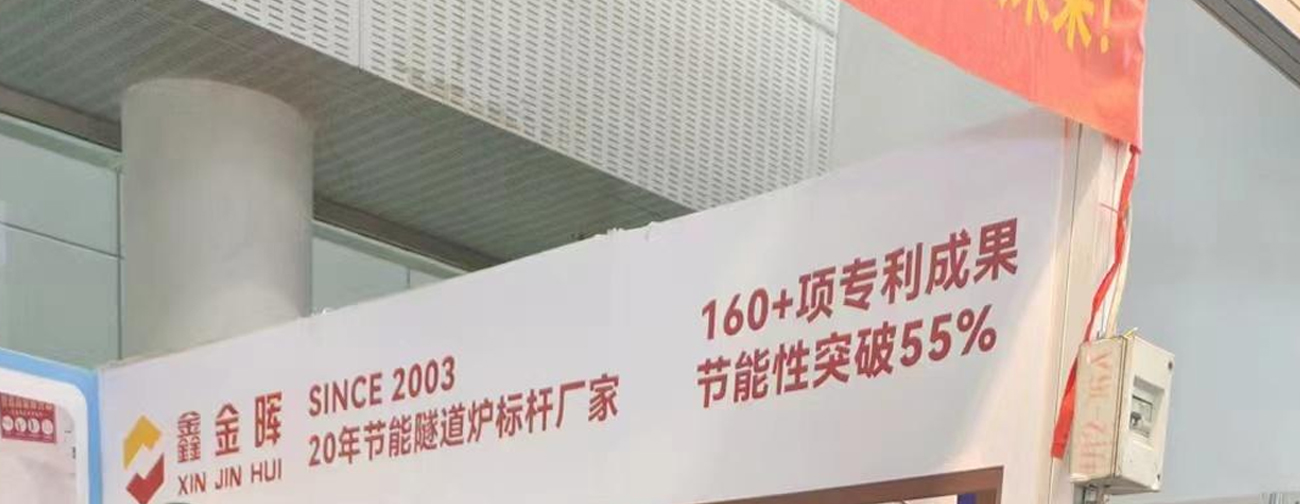 鑫金晖
XIN JIN HUI
SINCE 2003
20年节能隧道炉标杆厂家
160+项专利成果
节能性突破55%